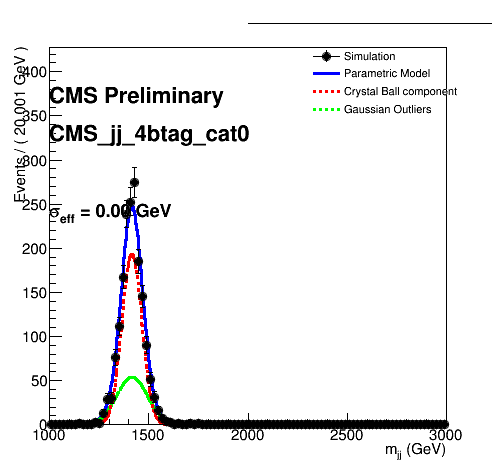 Simulation
Parametric Model
Crystal Ball component
Gaussian Outliers
CMS Preliminary
CMS_jj_4btag_cat0
σeff = 0.00 GeV
Events / ( 20.001 GeV )
400
350
300
250
200
150
100
50
0
1000 1500 2000 2500 3000
mjj (GeV)